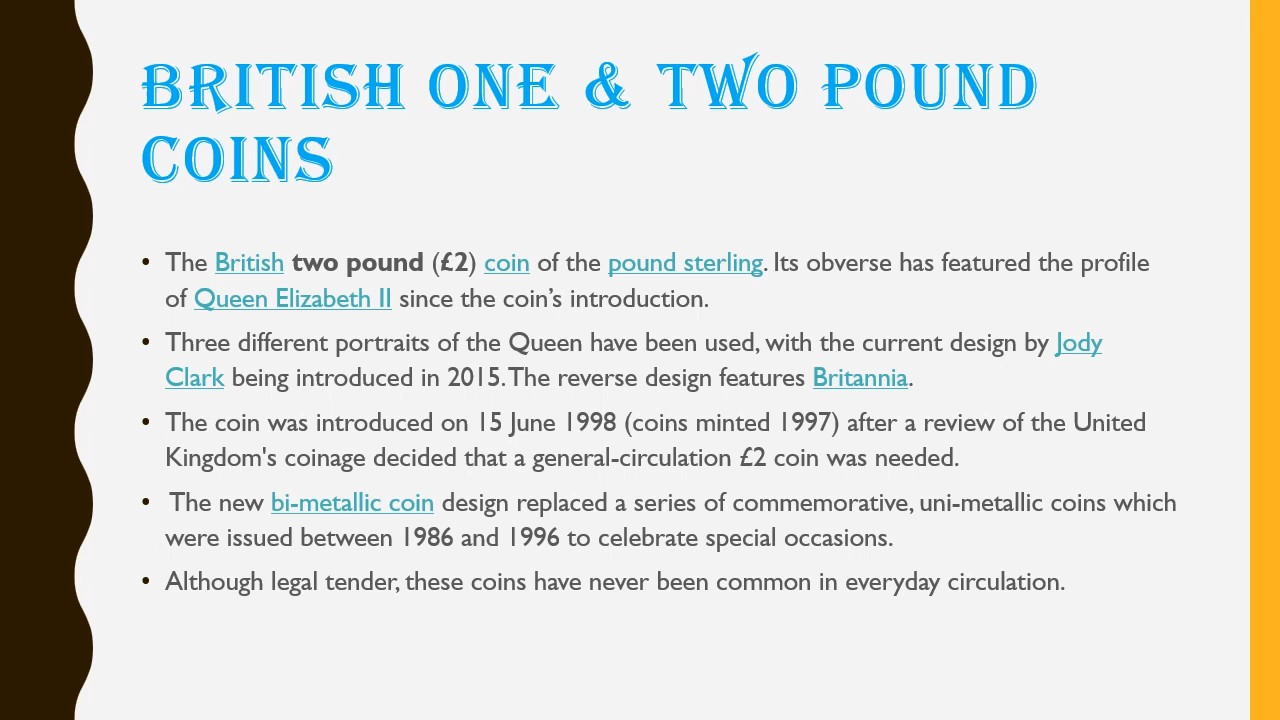 BRITISH ONE & TWO POUND
COINS
• The British two pound (£2) coin of the pound sterling. Its obverse has featured the profile
of Queen Elizabeth II since the coin’s introduction.
• Three different portraits of the Queen have been used, with the current design by Jody
Clark being introduced in 2015. The reverse design features Britannia.
• The coin was introduced on 15 June 1998 (coins minted 1997) after a review of the United
Kingdom's coinage decided that a general-circulation £2 coin was needed.
• The new bi-metallic coin design replaced a series of commemorative, uni-metallic coins which
were issued between 1986 and 1996 to celebrate special occasions.
• Although legal tender, these coins have never been common in everyday circulation.